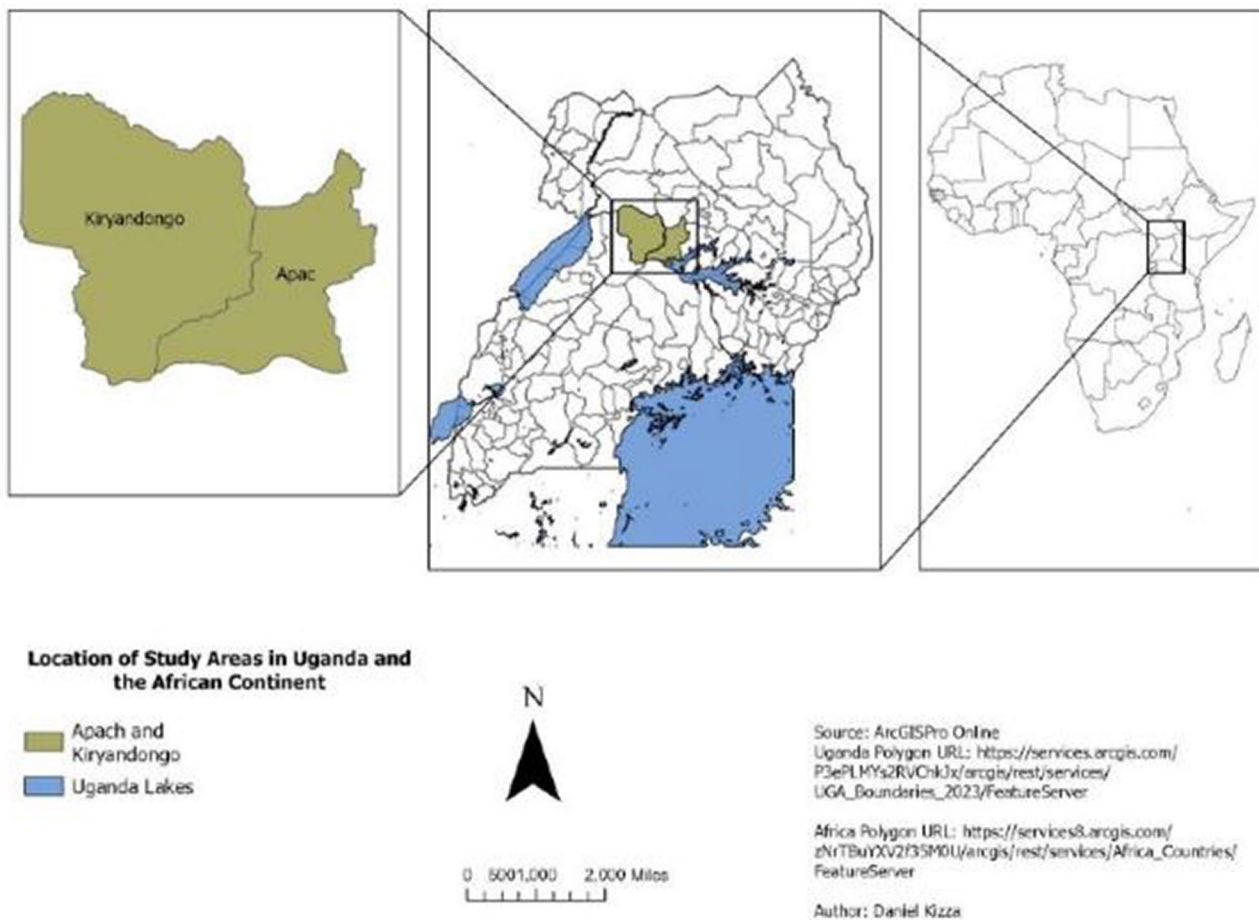 Kiryandongo
Apac
Location of Study Areas in Uganda and
the African Continent
Apach and
Kiryandongo
Uganda Lakes
N
0 5001,000 2,000 Miles
Source: ArcGISPro Online
Uganda Polygon URL: https://services.arcgis.com/
P3ePLMYs2RVChkJx/arcgis/rest/services/
UGA_Boundaries_2023/FeatureServer
Africa Polygon URL: https://services8.arcgis.com/
zNrTBuYXV2f35M0U/arcgis/rest/services/Africa_Countries/
FeatureServer
Author: Daniel Kizza